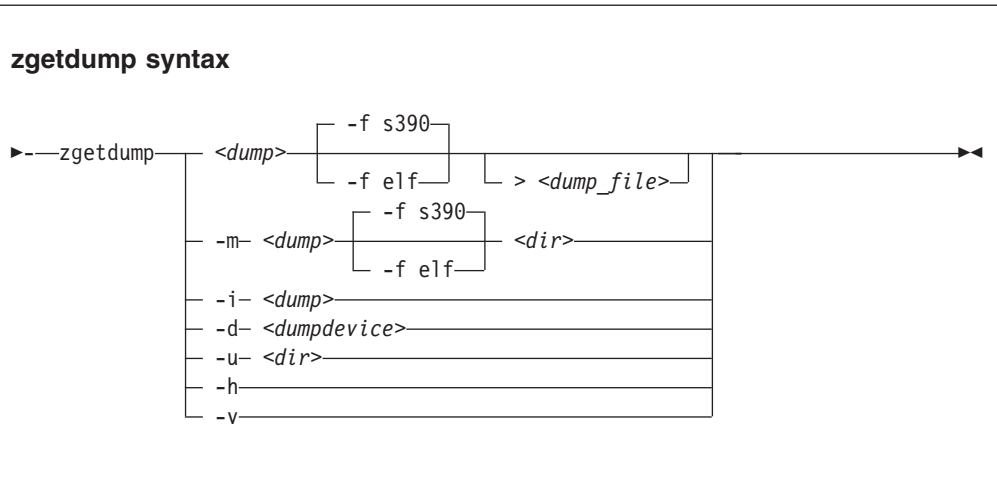 zgetdump syntax
-f s390
zgetdump <dump>
-f elf > <dump_file>
-f s390
-m <dump> <dir>
-f elf
-i <dump>
-d <dumpdevice>
-u <dir>
-h
-v